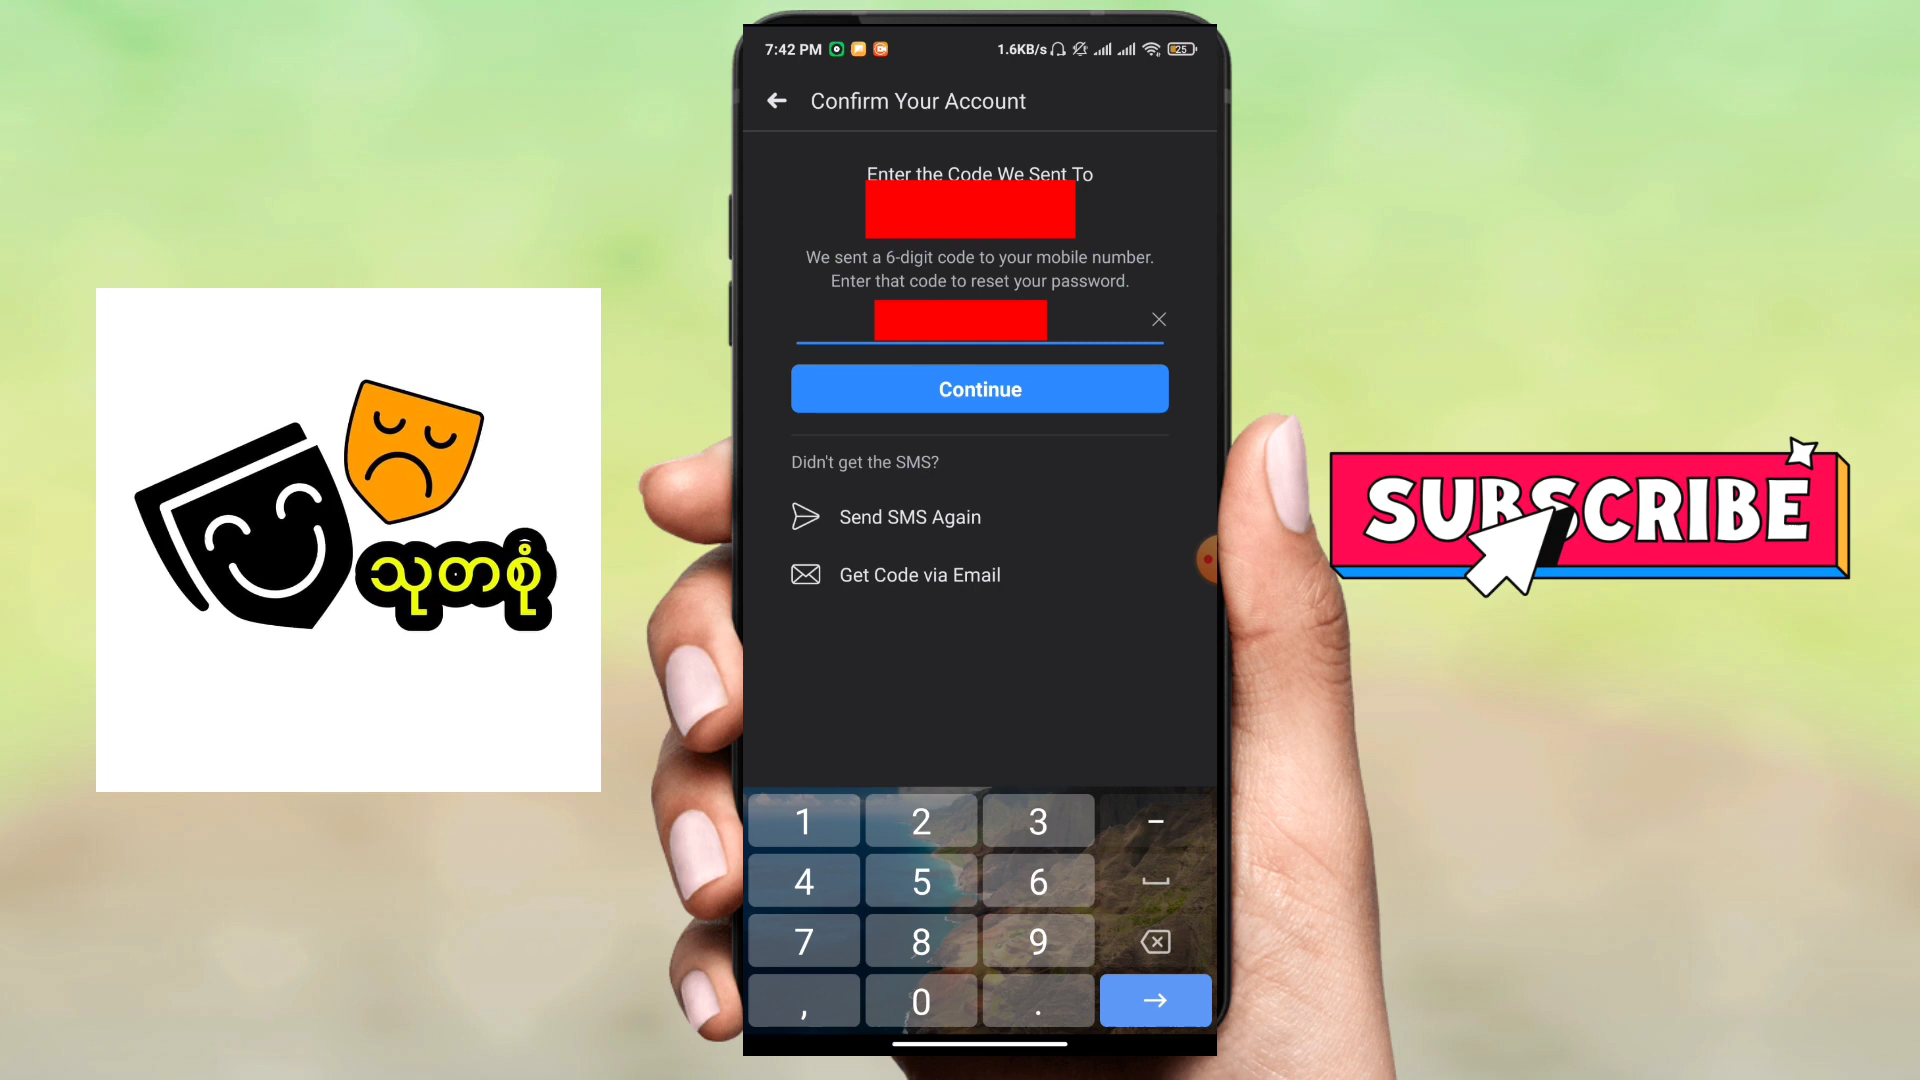 7:42 PM
1.6KB/s
25
Confirm Your Account
Enter the Code We Sent To
We sent a 6-digit code to your mobile number.
Enter that code to reset your password.
Continue
Didn't get the SMS?
Send SMS Again
Get Code via Email
သုတစုံ
SUBSCRIBE
1 2 3 –
4 5 6
7 8 9
, 0 .